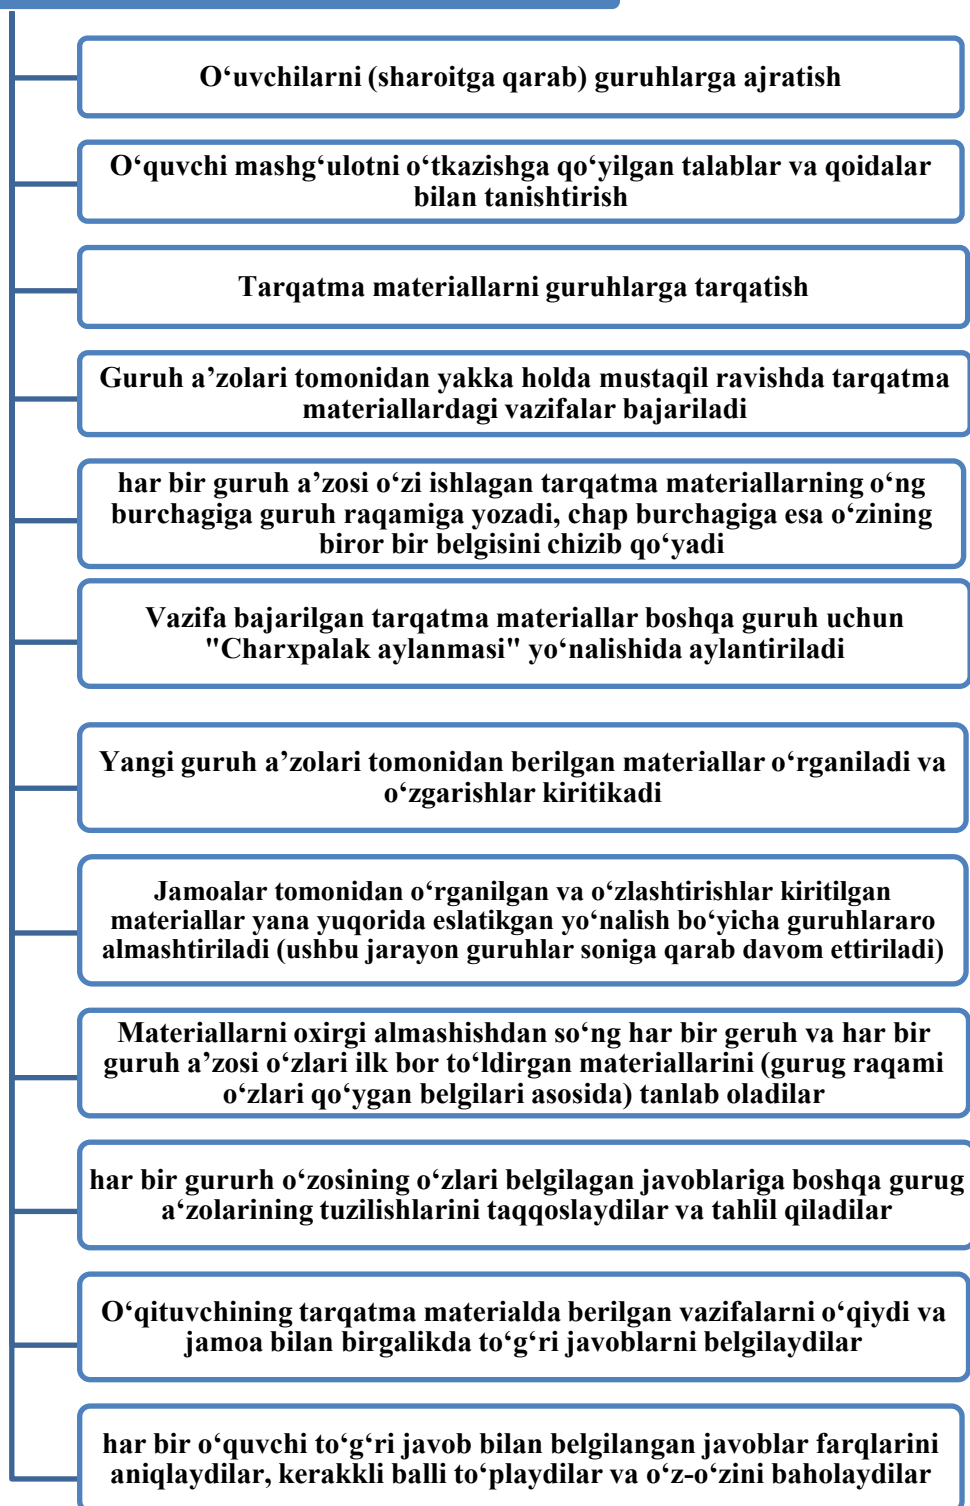 O‘uvchilarni (sharoitga qarab) guruhlarga ajratish
O‘quvchi mashg‘ulotni o‘tkazishga qo‘yilgan talablar va qoidalar
bilan tanishtirish
Tarqatma materiallarni guruhlarga tarqatish
Guruh a’zolari tomonidan yakka holda mustaqil ravishda tarqatma
materiallardagi vazifalar bajariladi
har bir guruh a’zosi o‘zi ishlagan tarqatma materiallarning o‘ng
burchagiga guruh raqamiga yozadi, chap burchagiga esa o‘zining
biror bir belgisini chizib qo‘yadi
Vazifa bajarilgan tarqatma materiallar boshqa guruh uchun
"Charxpalak aylanmasi" yo‘nalishida aylantiriladi
Yangi guruh a’zolari tomonidan berilgan materiallar o‘rganiladi va
o‘zgarishlar kiritikadi
Jamoalar tomonidan o‘rganilgan va o‘zlashtirishlar kiritilgan
materiallar yana yuqorida eslatikgan yo‘nalish bo‘yicha guruhlararo
almashtiriladi (ushbu jarayon guruhlar soniga qarab davom ettiriladi)
Materiallarni oxirgi almashishdan so‘ng har bir geruh va har bir
guruh a’zosi o‘zlari ilk bor to‘ldirgan materiallarini (gurug raqami
o‘zlari qo‘ygan belgilari asosida) tanlab oladilar
har bir gururh o‘zosining o‘zlari belgilagan javoblariga boshqa gurug
a‘zolarining tuzilishlarini taqqoslaydilar va tahlil qiladilar
O‘qituvchining tarqatma materialda berilgan vazifalarni o‘qiydi va
jamoa bilan birgalikda to‘g‘ri javoblarni belgilaydilar
har bir o‘quvchi to‘g‘ri javob bilan belgilangan javoblar farqlarini
aniqlaydilar, kerakkli balli to‘playdilar va o‘z-o‘zini baholaydilar